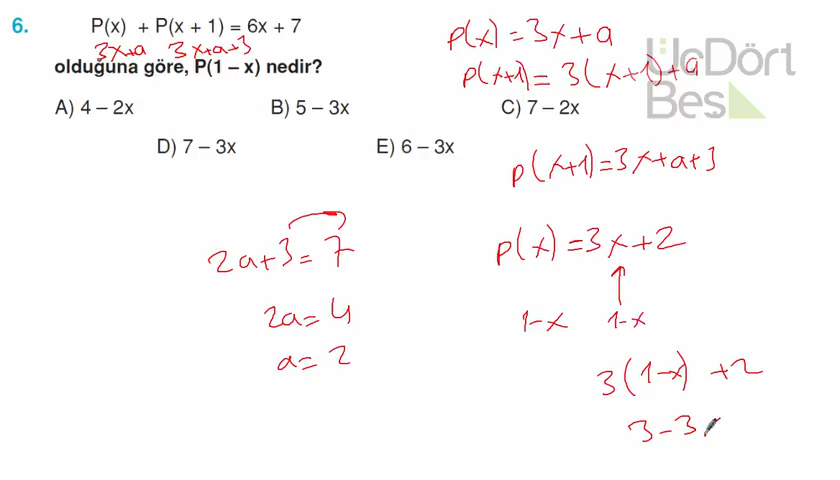 6. P(x) + P(x + 1) = 6x + 7
3x+a 3x+a+3
olduğuna göre, P(1 – x) nedir?
A) 4 – 2x B) 5 – 3x C) 7 – 2x
D) 7 – 3x E) 6 – 3x
P(x) = 3x+a
P(x+1) = 3(x+1)+a
P(x+1) = 3x+a+3
2a+3 = 7
2a = 4
a = 2
P(x) = 3x+2
1-x 1-x
3(1-x) +2
3-3
ÜçDört
Beş